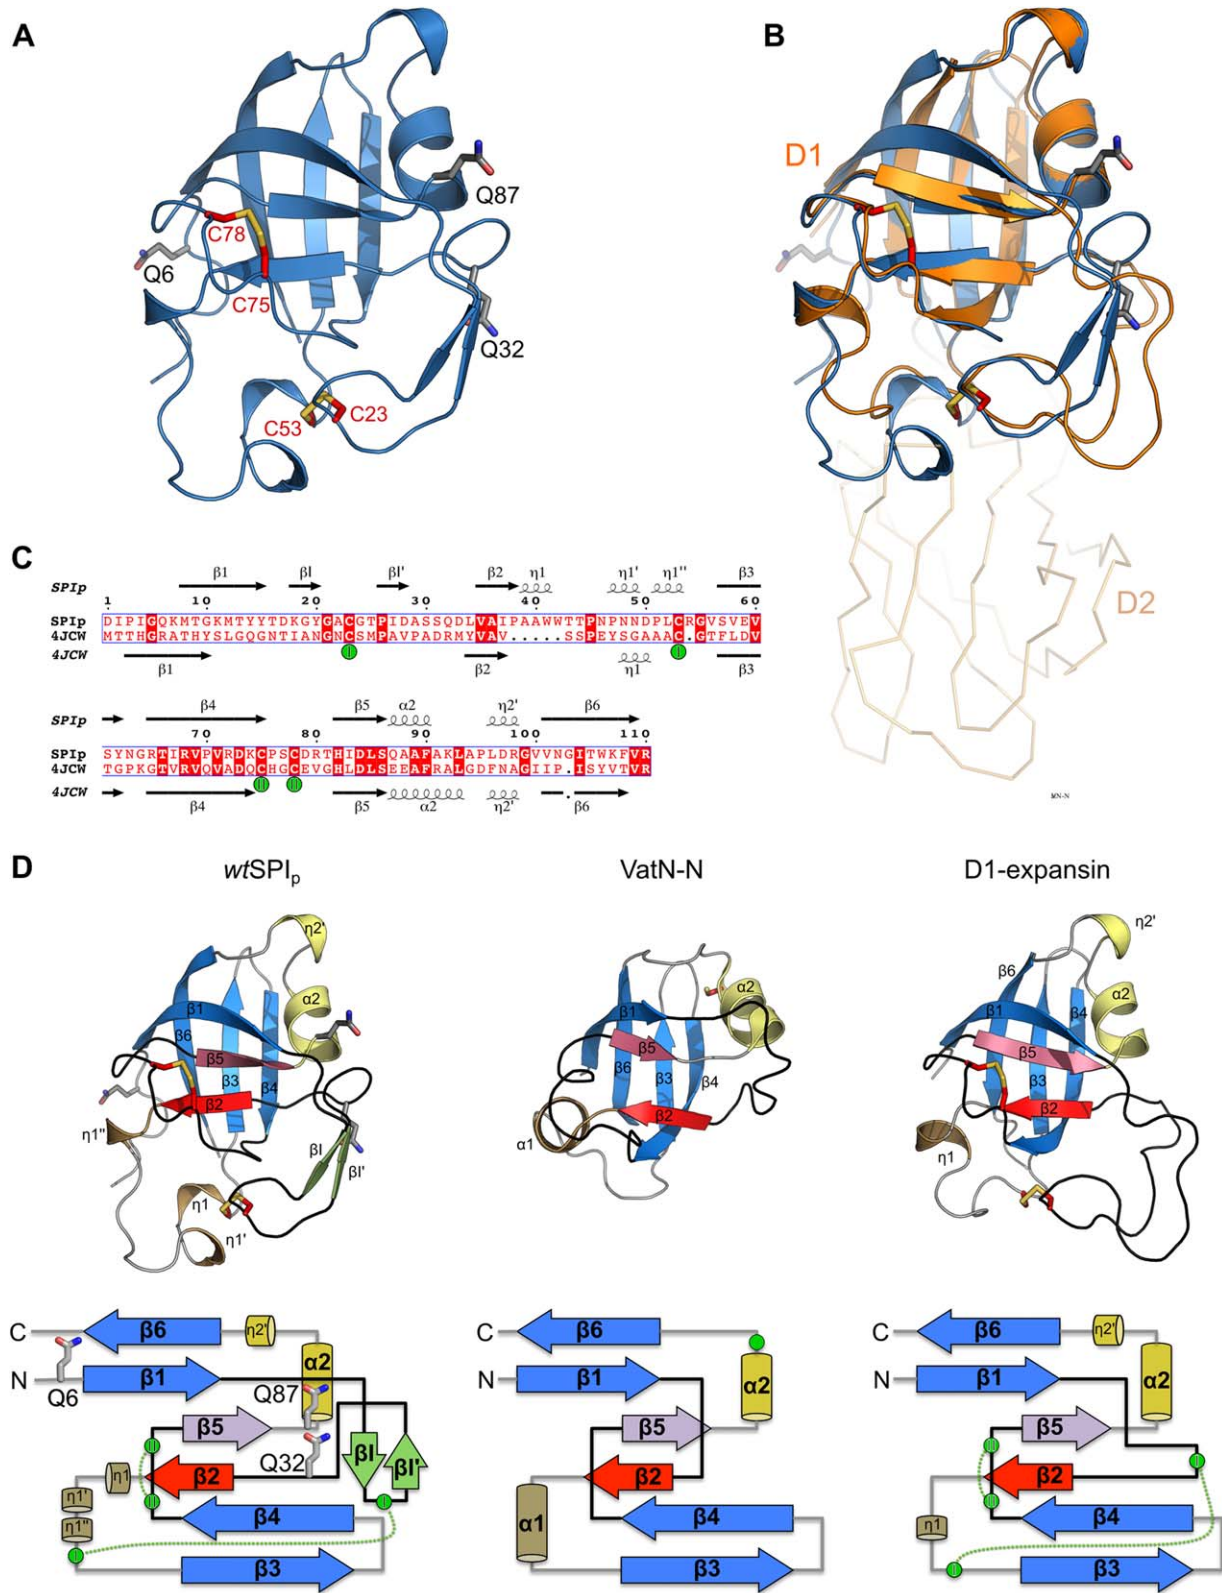 A
Q87
C78
Q6
C75
Q32
C53
C23
B
D1
D2
MN-N
C
SPIp β1 βI βI' β2 η1 η1' η1'' β3
1 10 20 30 40 50 60
SPIp DIPIGQKMTGKMTYYTDKGYGACGTPIDASSQDLVAIPAAWWTTPNPNNDPLCRGVSVEV
4JCW MTTHGRATHYSLGQGNTIANGNCSMPAVPADRMYVAV.....SSPEYSGAAAC.GTFLDV
4JCW β1 β2 η1 β3
SPIp β4 β5 α2 η2' β6
70 80 90 100 110
SPIp SYNGRTIRVPVRDKCPSCDRTHIDLSQAAFAKLAPLDRGVVNGITWKFVR
4JCW TGPKGTVRVQVADQCHGCEVGHLDLSEEAFRALGDFNAGIIP.ISYVTVR
4JCW β4 β5 α2 η2' β6
D
wtSPIp VatN-N D1-expansin
η2'
α2
β1
β6
β5
β3
β4
β2
η1''
βI
βI'
η1
η1'
β1
β5
β6
β3
β4
β2
α1
η2'
β6
α2
β1
β4
β5
β3
β2
η1
C β6 η2'
N β1 α2
Q6 Q87
β5
Q32 βI βI'
η1 β2
η1'
η1'' β4
β3
C β6
N β1 α2
β5
β2
α1 β4
β3
C β6 η2'
N β1 α2
β5
β2
η1 β4
β3